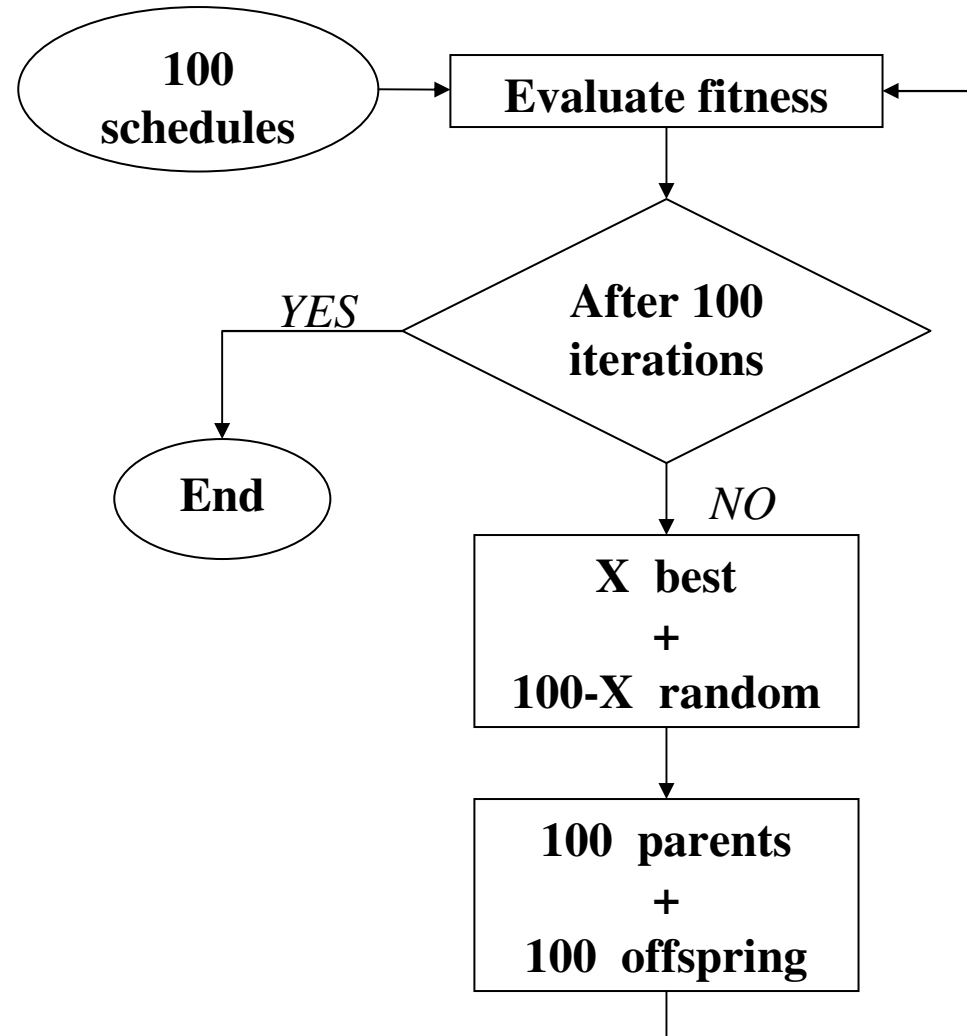 100
schedules
Evaluate fitness
After 100
iterations
YES
End
NO
X best
+
100-X random
100 parents
+
100 offspring